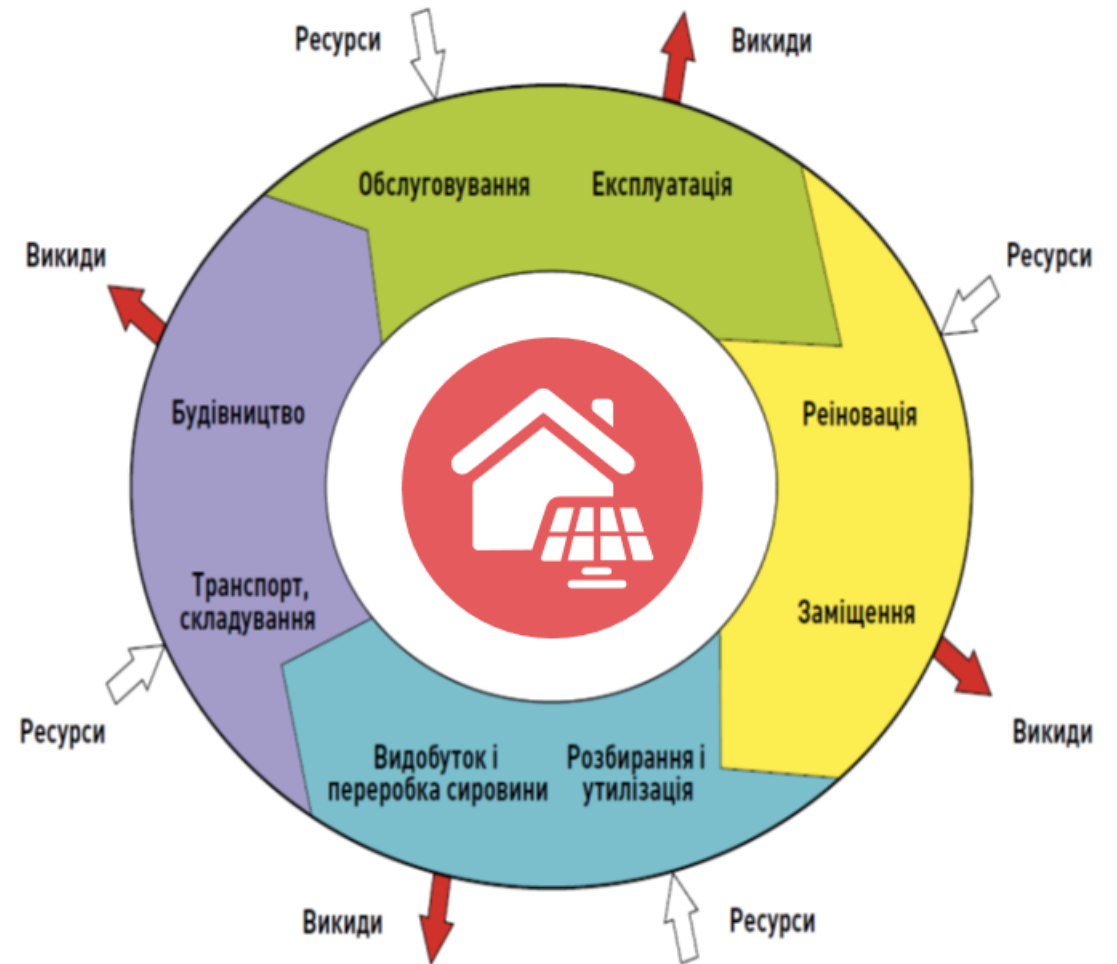 Ресурси
Викиди
Обслуговування
Експлуатація
Викиди
Ресурси
Будівництво
Реіновація
Транспорт,
складування
Заміщення
Ресурси
Викиди
Видобуток і
переробка сировини
Розбирання і
утилізація
Викиди
Ресурси